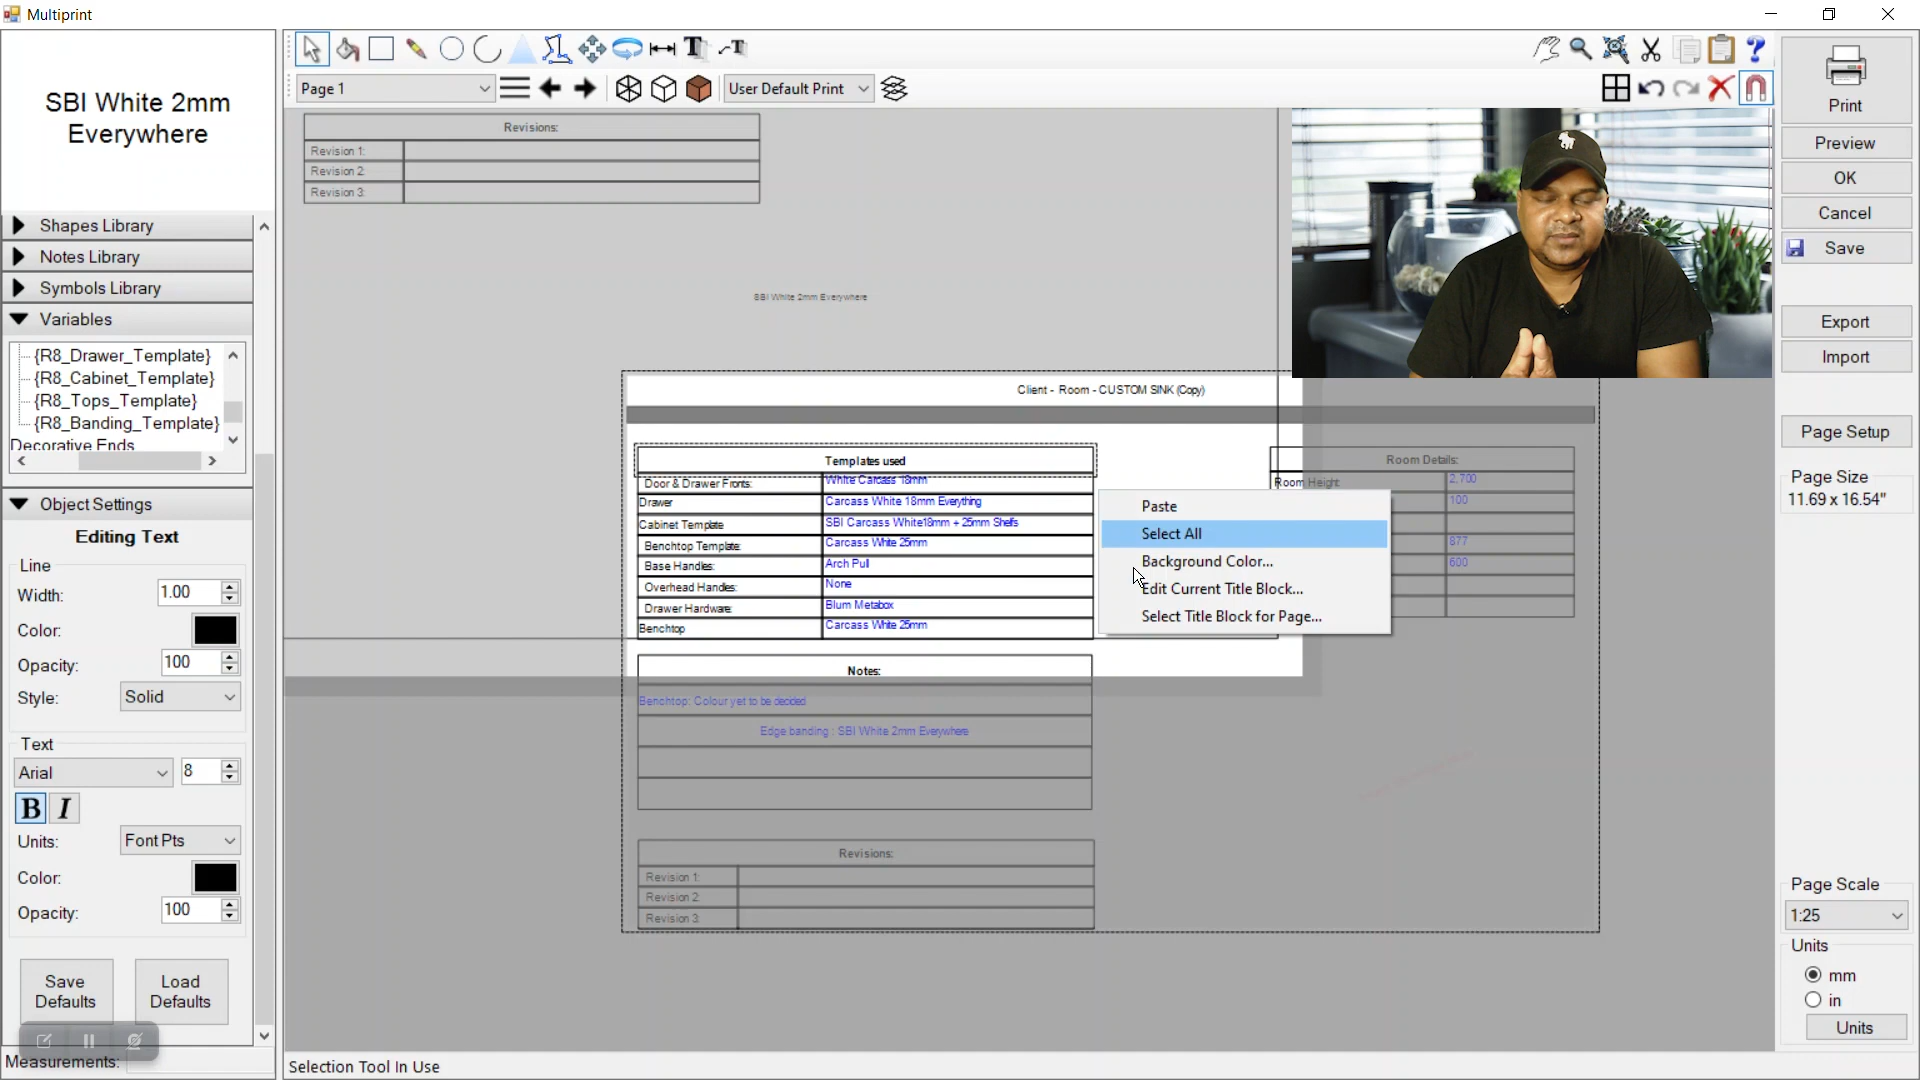 Multiprint
SBI White 2mm
Everywhere
Shapes Library
Notes Library
Symbols Library
Variables
{R8_Drawer_Template}
{R8_Cabinet_Template}
{R8_Tops_Template}
{R8_Banding_Template}
Decorative Ends
Object Settings
Editing Text
Line
Width:
1.00
Color:
Opacity:
100
Style:
Solid
Text
Arial
8
B I
Units:
Font Pts
Color:
Opacity:
100
Save
Defaults
Load
Defaults
Measurements:
Page 1
User Default Print
Revisions:
Revision 1:
Revision 2:
Revision 3:
SBI White 2mm Everywhere
Client - Room - CUSTOM SINK (Copy)
Templates used
Door & Drawer Fronts:
White Carcass 18mm
Drawer
Carcass White 18mm Everything
Cabinet Template
SBI Carcass White18mm + 25mm Shelfs
Benchtop Template:
Carcass White 25mm
Base Handles:
Arch Pull
Overhead Handles:
None
Drawer Hardware:
Blum Metabox
Benchtop
Carcass White 25mm
Notes:
Benchtop: Colour yet to be decided
Edge banding : SBI White 2mm Everywhere
Revisions:
Revision 1:
Revision 2:
Revision 3:
Room Details:
Room Height
2,700
100
877
600
Paste
Select All
Background Color...
Edit Current Title Block...
Select Title Block for Page...
Selection Tool In Use
Print
Preview
OK
Cancel
Save
Export
Import
Page Setup
Page Size
11.69 x 16.54"
Page Scale
1:25
Units
mm
in
Units